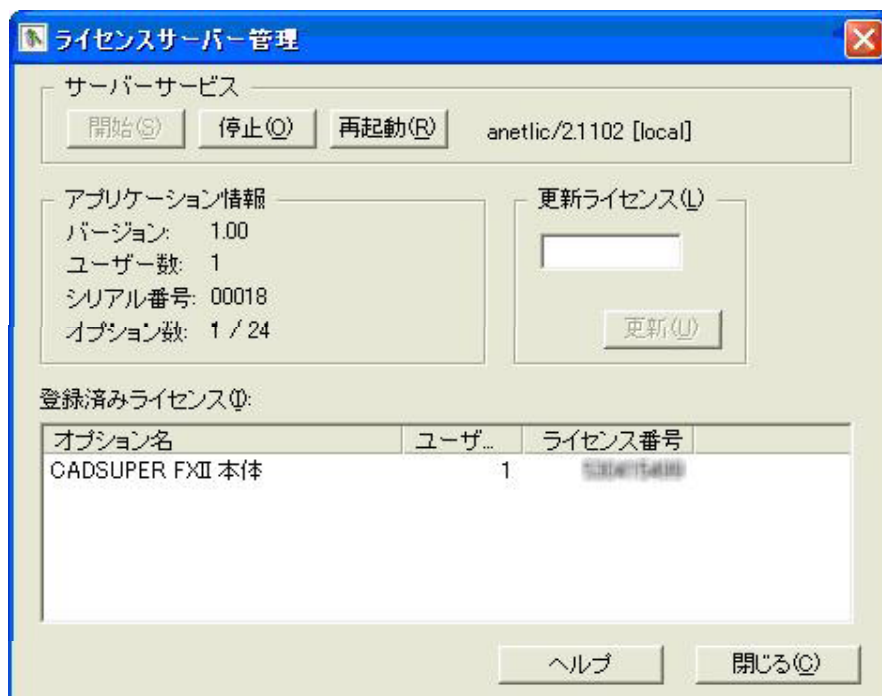 ライセンスサーバー管理
サーバーサービス
開始(S) 停止(O) 再起動(R) anetlic/2.1102 [local]
アプリケーション情報
バージョン: 1.00
ユーザー数: 1
シリアル番号: 00018
オプション数: 1 / 24
更新ライセンス(L)
更新(U)
登録済みライセンス(I):
オプション名 ユーザ... ライセンス番号
CADSUPER FXⅡ 本体 1
ヘルプ 閉じる(C)